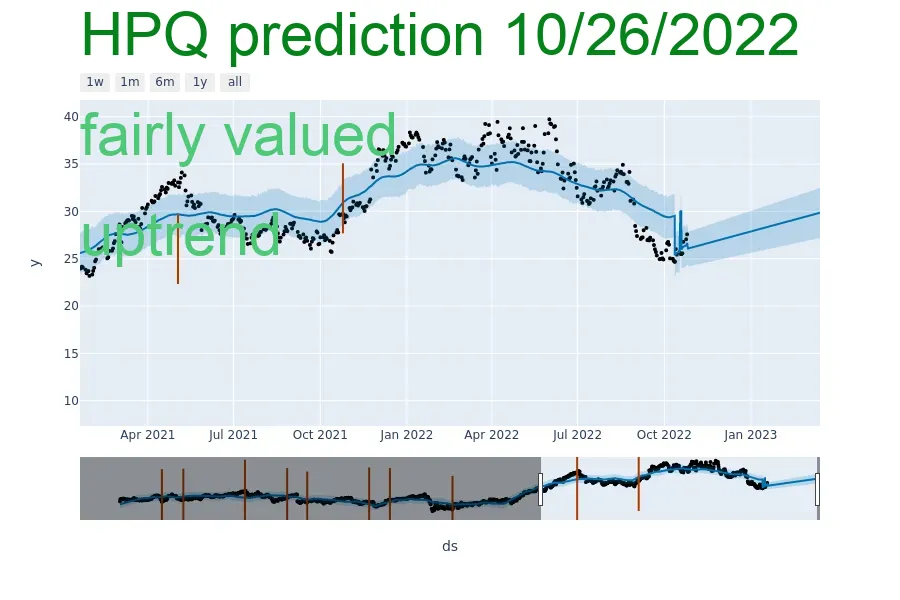 HPQ prediction 10/26/2022
1w 1m 6m 1y all
fairly valued
uptrend
40
35
30
25
20
15
10
y
Apr 2021 Jul 2021 Oct 2021 Jan 2022 Apr 2022 Jul 2022 Oct 2022 Jan 2023
ds